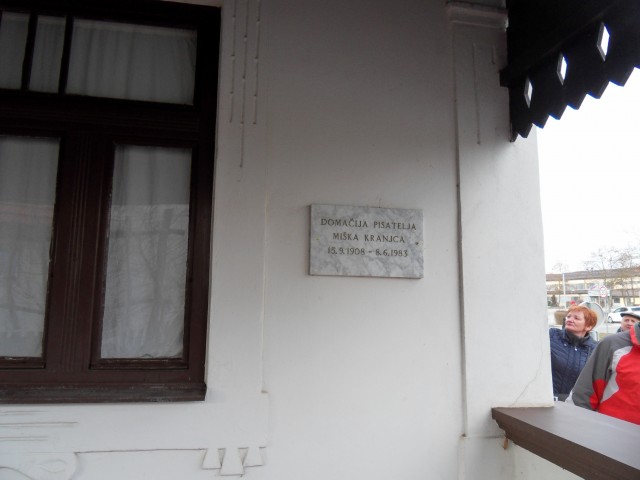 DOMAČIJA PISATELJA
MIŠKA KRANJCA
15.9.1908 – 8.6.1983